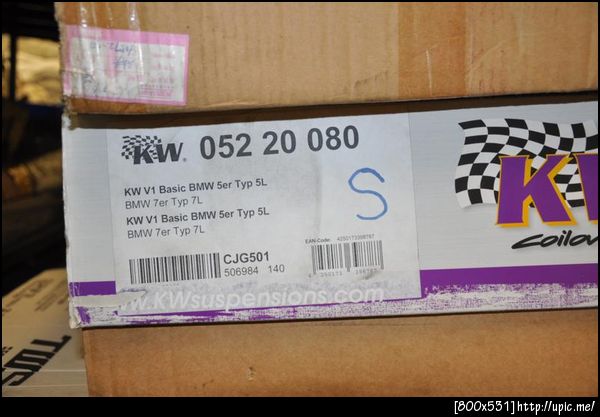 KW® 052 20 080
KW V1 Basic BMW 5er Typ 5L
BMW 7er Typ 7L
KW V1 Basic BMW 5er Typ 5L
BMW 7er Typ 7L
S
CJG501
506984 140
EAN-Code:
www.KWsuspensions.com
KW
coilov
SML
[800x531]http://upic.me/